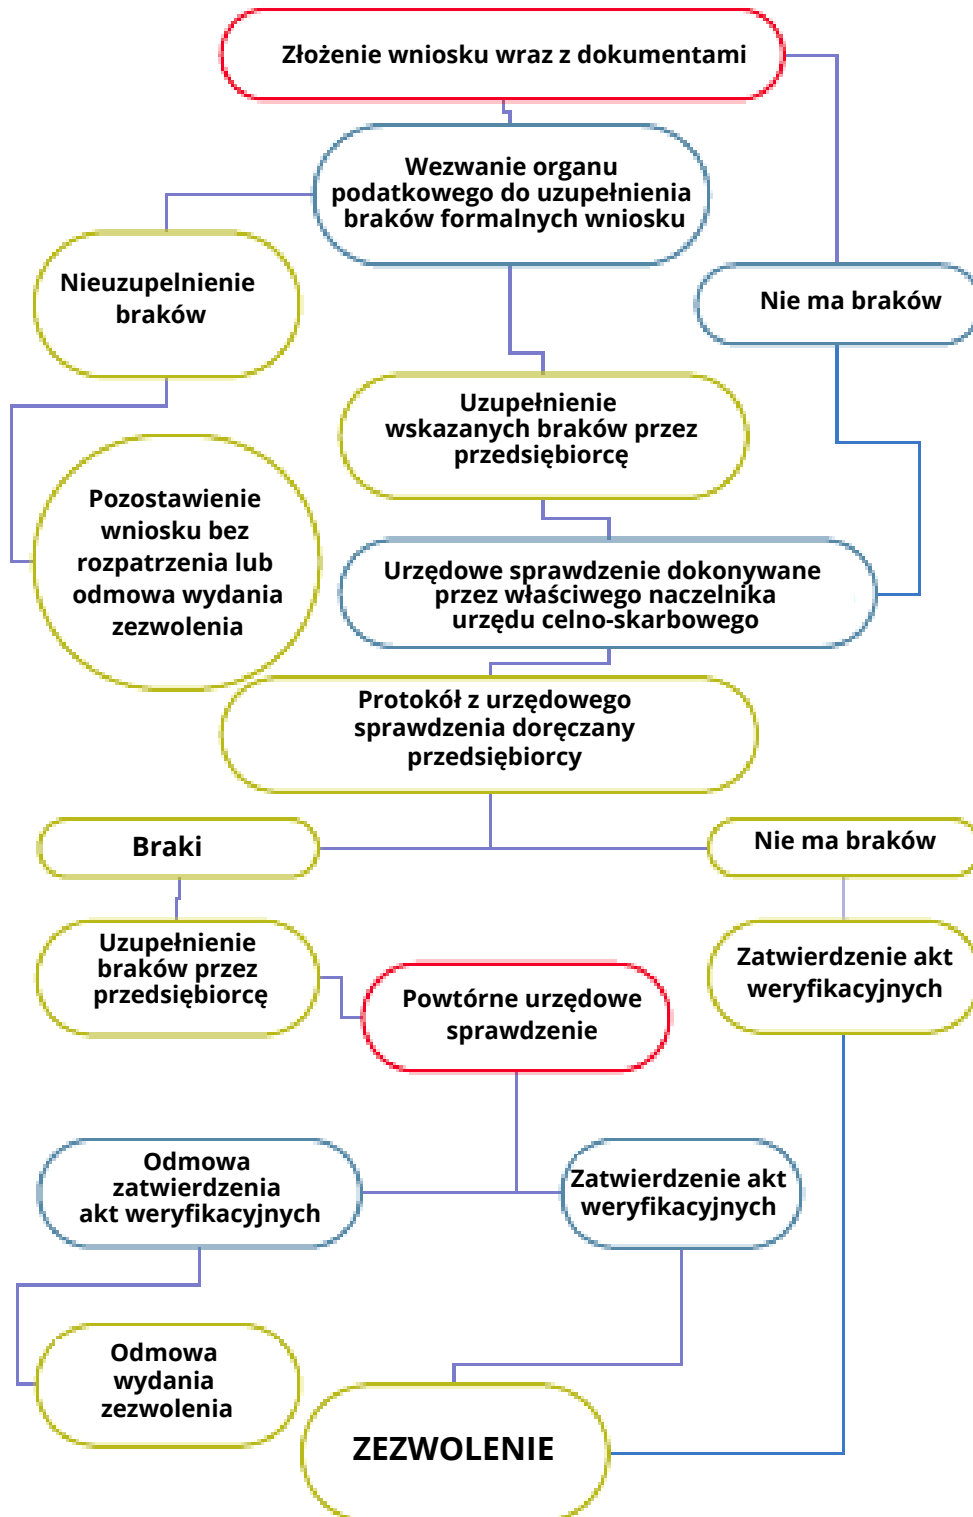 Złożenie wniosku wraz z dokumentami
Wezwanie organu
podatkowego do uzupełnienia
braków formalnych wniosku
Nieuzupelnienie
braków
Nie ma braków
Uzupełnienie
wskazanych braków przez
przedsiębiorcę
Pozostawienie
wniosku bez
rozpatrzenia lub
odmowa wydania
zezwolenia
Urzędowe sprawdzenie dokonywane
przez właściwego naczelnika
urzędu celno-skarbowego
Protokół z urzędowego
sprawdzenia doręczany
przedsiębiorcy
Braki
Nie ma braków
Uzupełnienie
braków przez
przedsiębiorcę
Powtórne urzędowe
sprawdzenie
Zatwierdzenie akt
weryfikacyjnych
Odmowa
zatwierdzenia
akt weryfikacyjnych
Zatwierdzenie akt
weryfikacyjnych
Odmowa
wydania
zezwolenia
ZEZWOLENIE